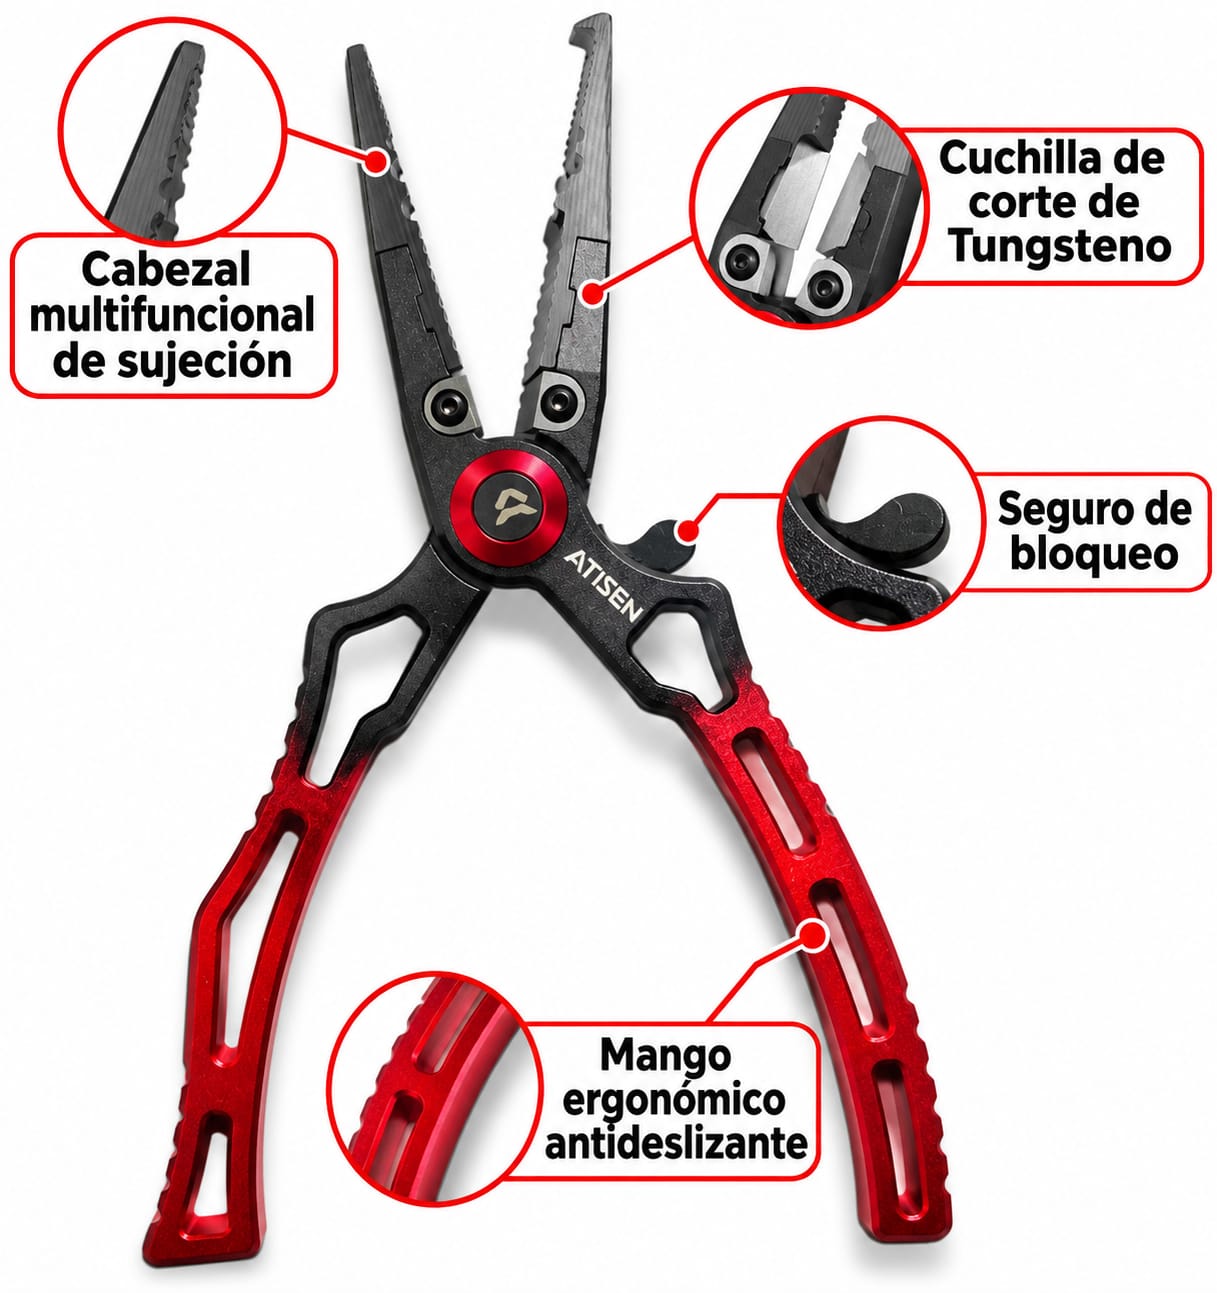 Cuchilla de
corte de
Tungsteno
Cabezal
multifuncional
de sujeción
Seguro de
bloqueo
ATISEN
Mango
ergonómico
antideslizante